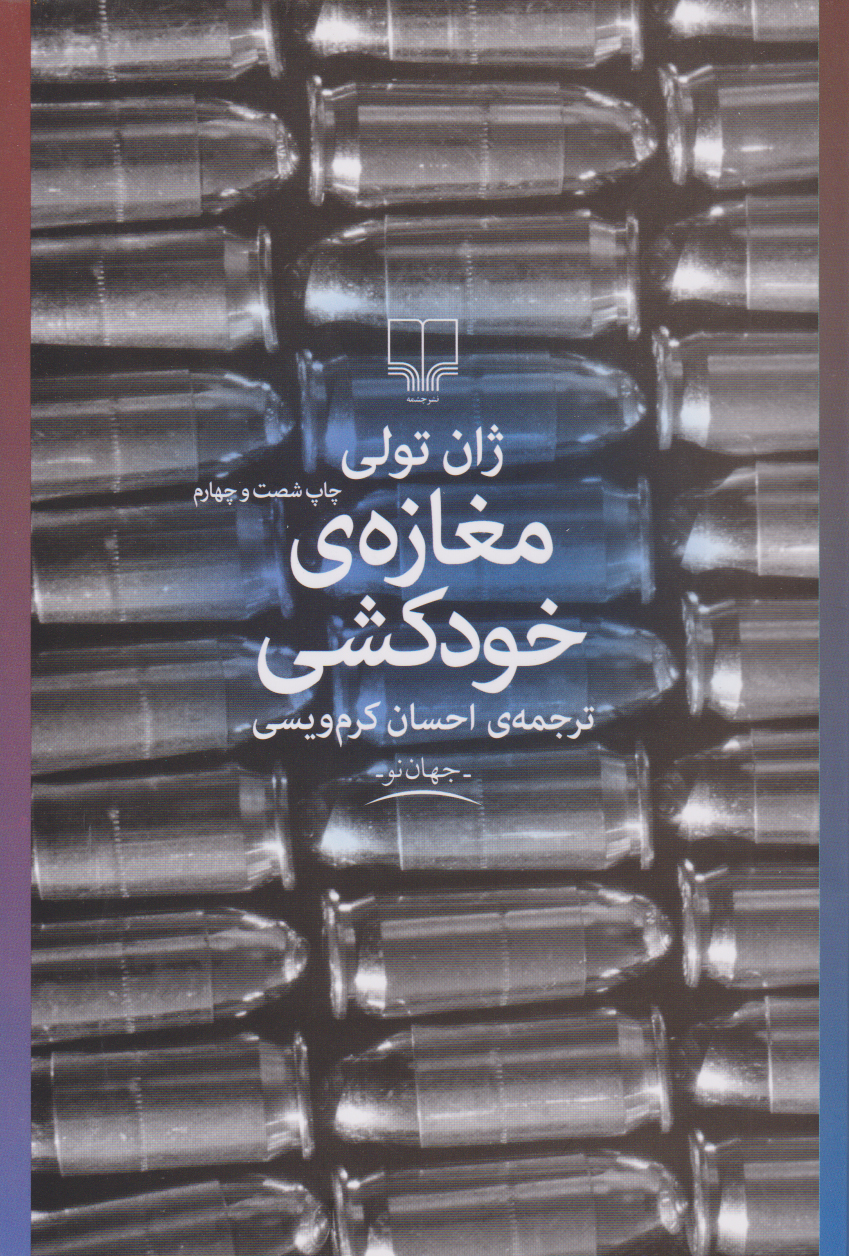 نشرچشمه
ژان تولی
چاپ شصت و چهارم
مغازه‌ی
خودکشی
ترجمه‌ی احسان کرم‌ویسی
ـ جهان‌نو ـ